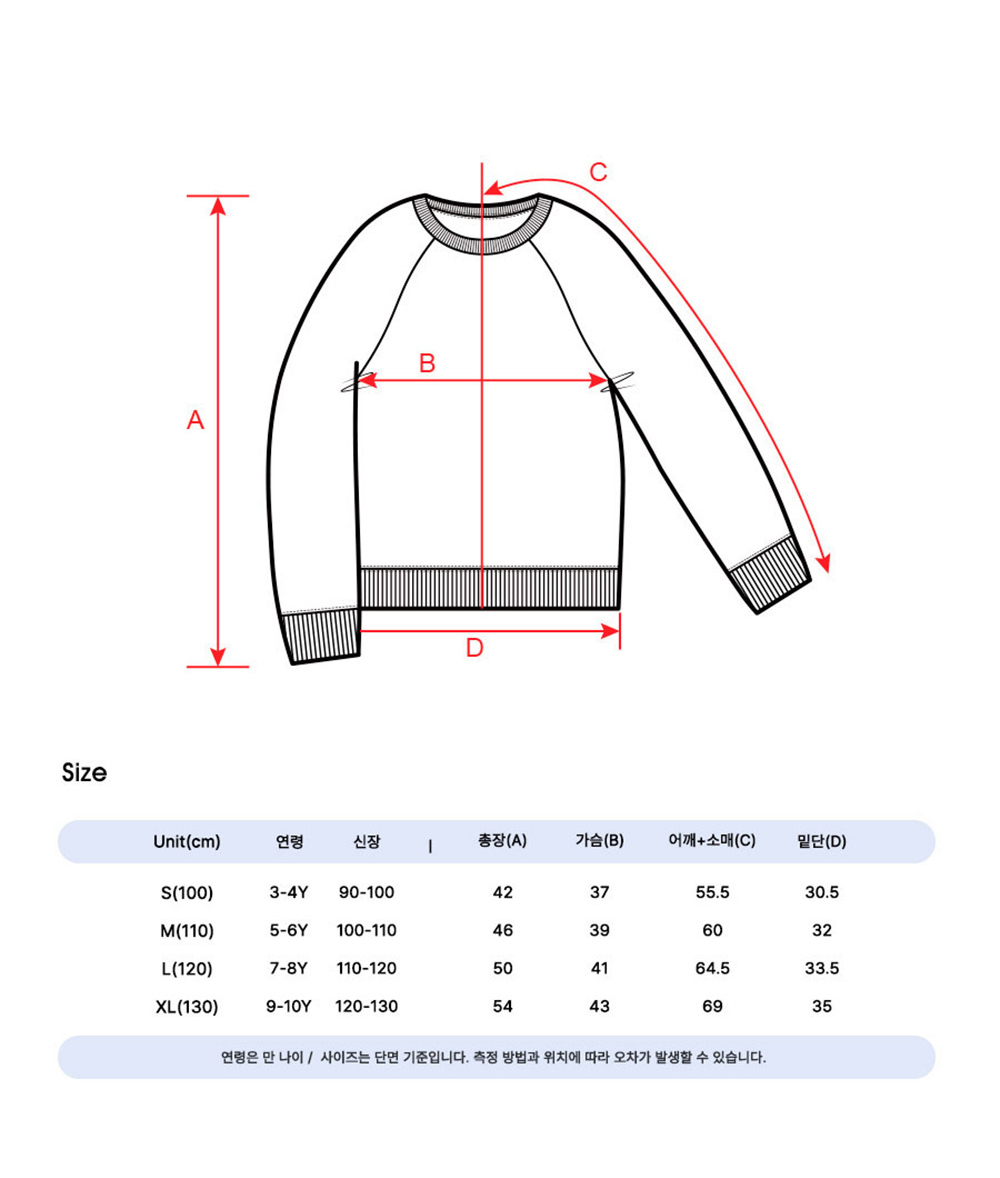 C
B
A
D
Size
Unit(cm) 연령 신장 | 총장(A) 가슴(B) 어깨+소매(C) 밑단(D)
S(100) 3-4Y 90-100 42 37 55.5 30.5
M(110) 5-6Y 100-110 46 39 60 32
L(120) 7-8Y 110-120 50 41 64.5 33.5
XL(130) 9-10Y 120-130 54 43 69 35
연령은 만 나이 / 사이즈는 단면 기준입니다. 측정 방법과 위치에 따라 오차가 발생할 수 있습니다.